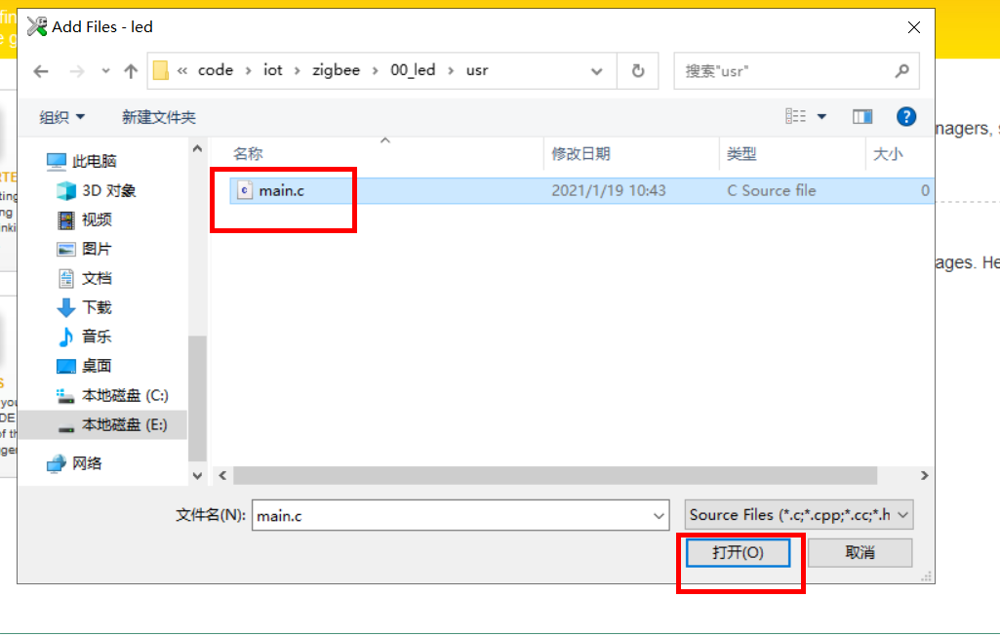 Add Files - led
« code › iot › zigbee › 00_led › usr
搜索"usr"
组织
新建文件夹
名称
修改日期
类型
大小
main.c
2021/1/19 10:43
C Source file
0
此电脑
3D 对象
视频
图片
文档
下载
音乐
桌面
本地磁盘 (C:)
本地磁盘 (E:)
网络
文件名(N):
main.c
Source Files (*.c;*.cpp;*.cc;*.h
打开(O)
取消
nagers,
ages. He